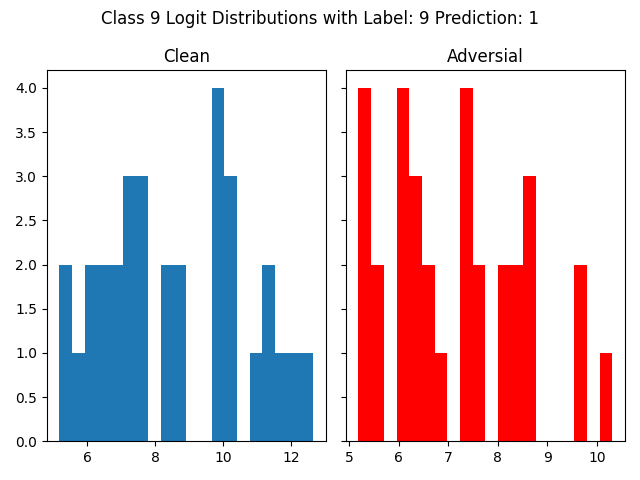 Class 9 Logit Distributions with Label: 9 Prediction: 1
Clean
Adversial
4.0
3.5
3.0
2.5
2.0
1.5
1.0
0.5
0.0
6 8 10 12
5 6 7 8 9 10